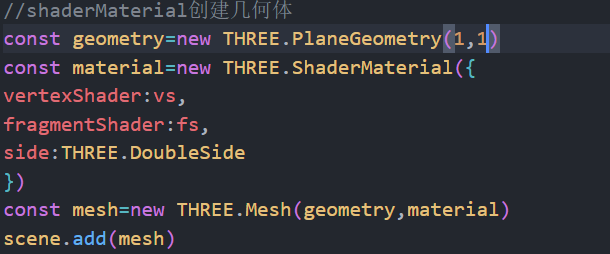 //shaderMaterial创建几何体
const geometry=new THREE.PlaneGeometry(1,1)
const material=new THREE.ShaderMaterial({
vertexShader:vs,
fragmentShader:fs,
side:THREE.DoubleSide
})
const mesh=new THREE.Mesh(geometry,material)
scene.add(mesh)